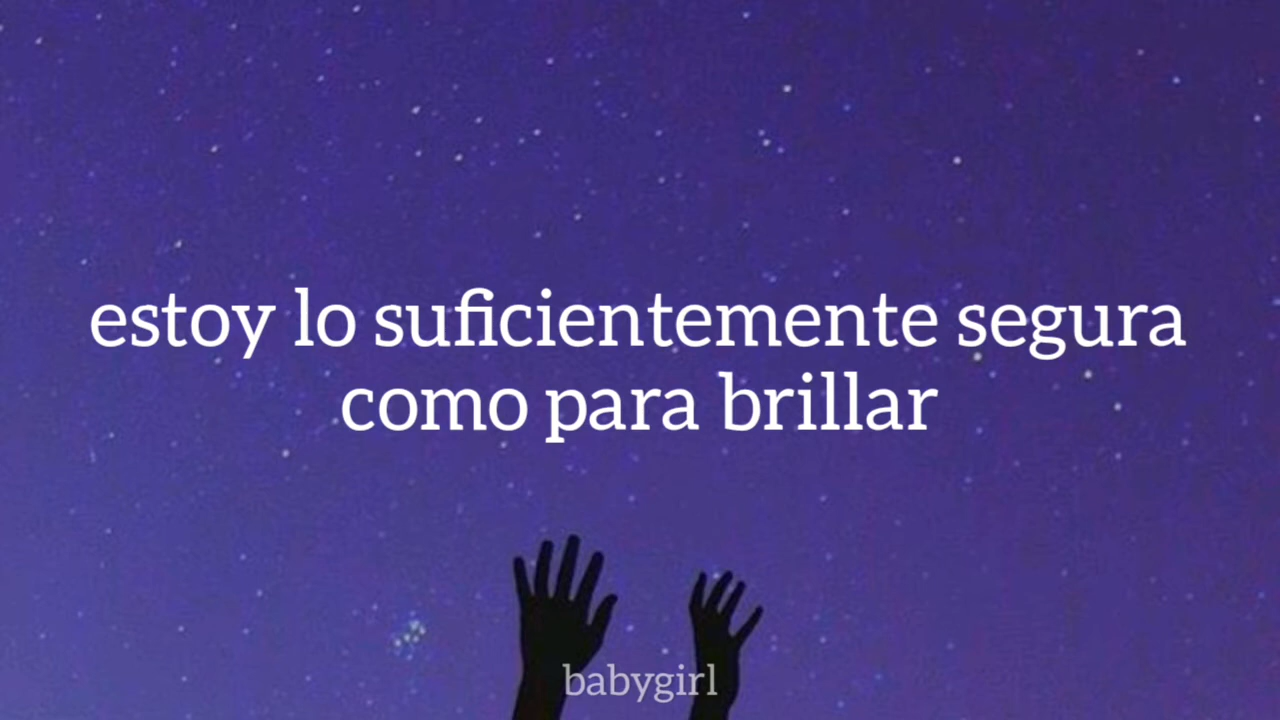 estoy lo suficientemente segura
como para brillar
babygirl